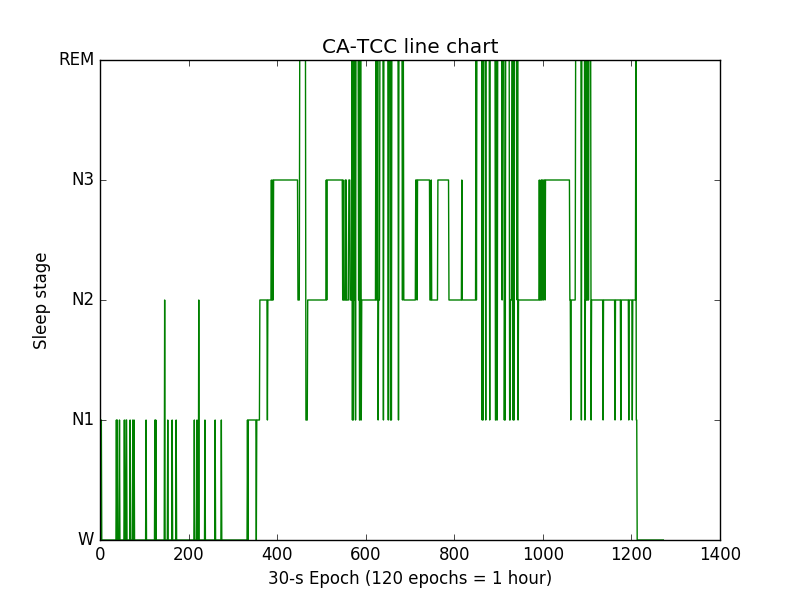 CA-TCC line chart
REM
N3
N2
N1
W
Sleep stage
0 200 400 600 800 1000 1200 1400
30-s Epoch (120 epochs = 1 hour)